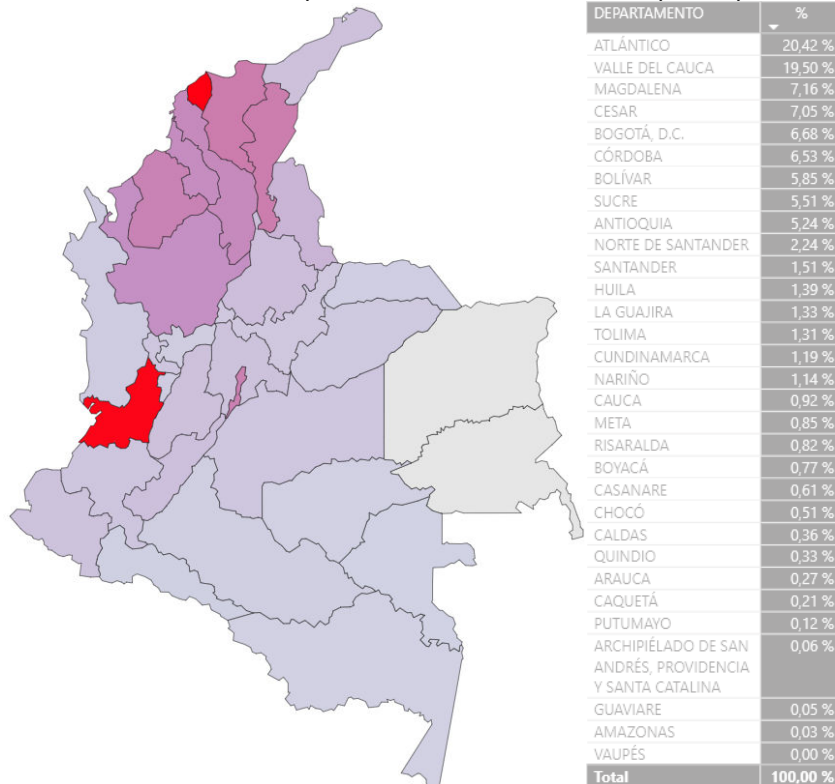 DEPARTAMENTO %
ATLÁNTICO 20,42 %
VALLE DEL CAUCA 19,50 %
MAGDALENA 7,16 %
CESAR 7,05 %
BOGOTÁ, D.C. 6,68 %
CÓRDOBA 6,53 %
BOLÍVAR 5,85 %
SUCRE 5,51 %
ANTIOQUIA 5,24 %
NORTE DE SANTANDER 2,24 %
SANTANDER 1,51 %
HUILA 1,39 %
LA GUAJIRA 1,33 %
TOLIMA 1,31 %
CUNDINAMARCA 1,19 %
NARIÑO 1,14 %
CAUCA 0,92 %
META 0,85 %
RISARALDA 0,82 %
BOYACÁ 0,77 %
CASANARE 0,61 %
CHOCÓ 0,51 %
CALDAS 0,36 %
QUINDIO 0,33 %
ARAUCA 0,27 %
CAQUETÁ 0,21 %
PUTUMAYO 0,12 %
ARCHIPIÉLADO DE SAN 0,06 %
ANDRÉS, PROVIDENCIA
Y SANTA CATALINA
GUAVIARE 0,05 %
AMAZONAS 0,03 %
VAUPÉS 0,00 %
Total 100,00 %